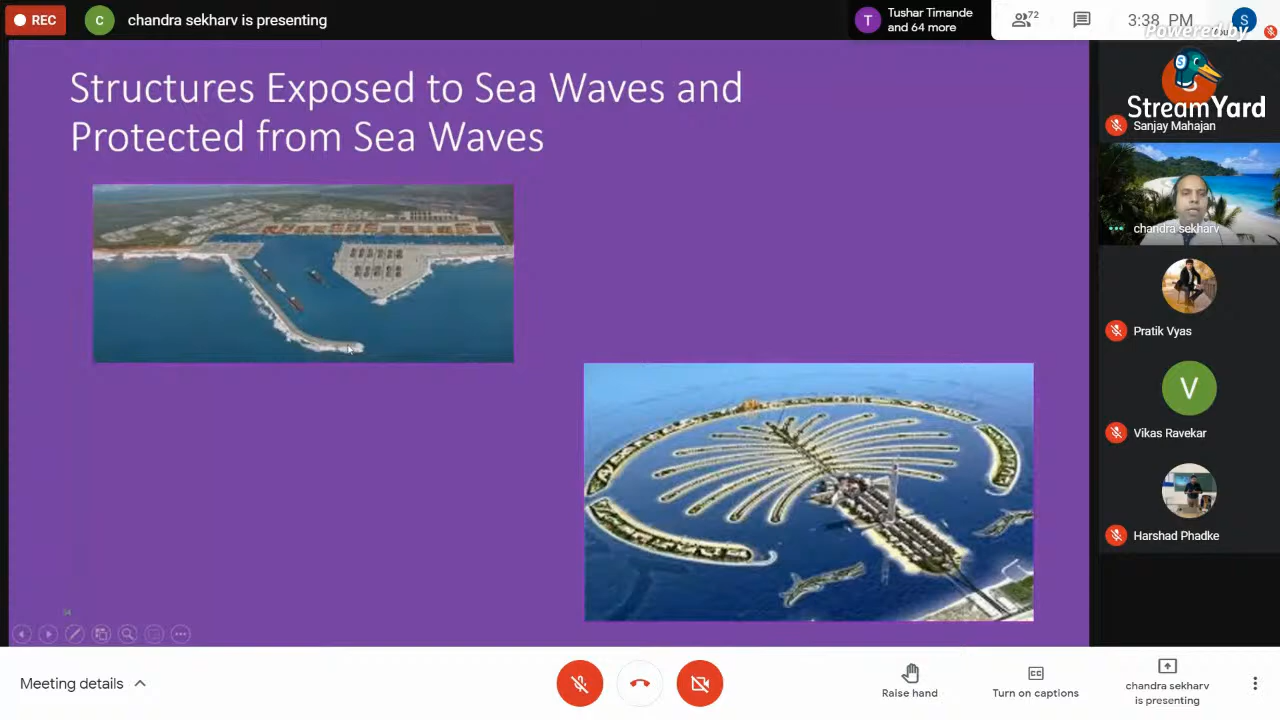 REC
C
chandra sekharv is presenting
T
Tushar Timande
and 64 more
72
3:38 PM
S
You
Powered by
StreamYard
Sanjay Mahajan
Structures Exposed to Sea Waves and
Protected from Sea Waves
chandra sekharv
Pratik Vyas
V
Vikas Ravekar
Harshad Phadke
Meeting details
Raise hand
CC
Turn on captions
chandra sekharv
is presenting